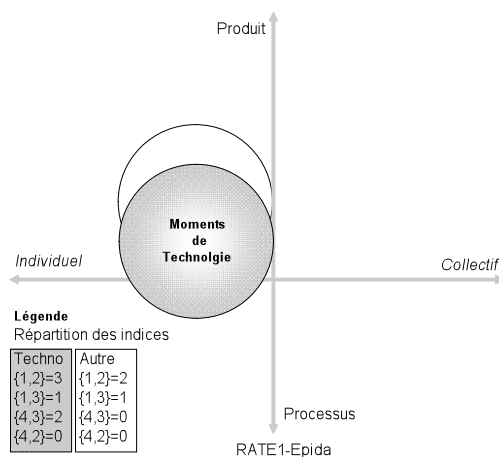 Produit
Moments
de
Technolgie
Individuel
Collectif
Légende
Répartition des indices
Techno Autre
{1,2}=3 {1,2}=2
{1,3}=1 {1,3}=1
{4,3}=2 {4,3}=0
{4,2}=0 {4,2}=0
Processus
RATE1-Epida